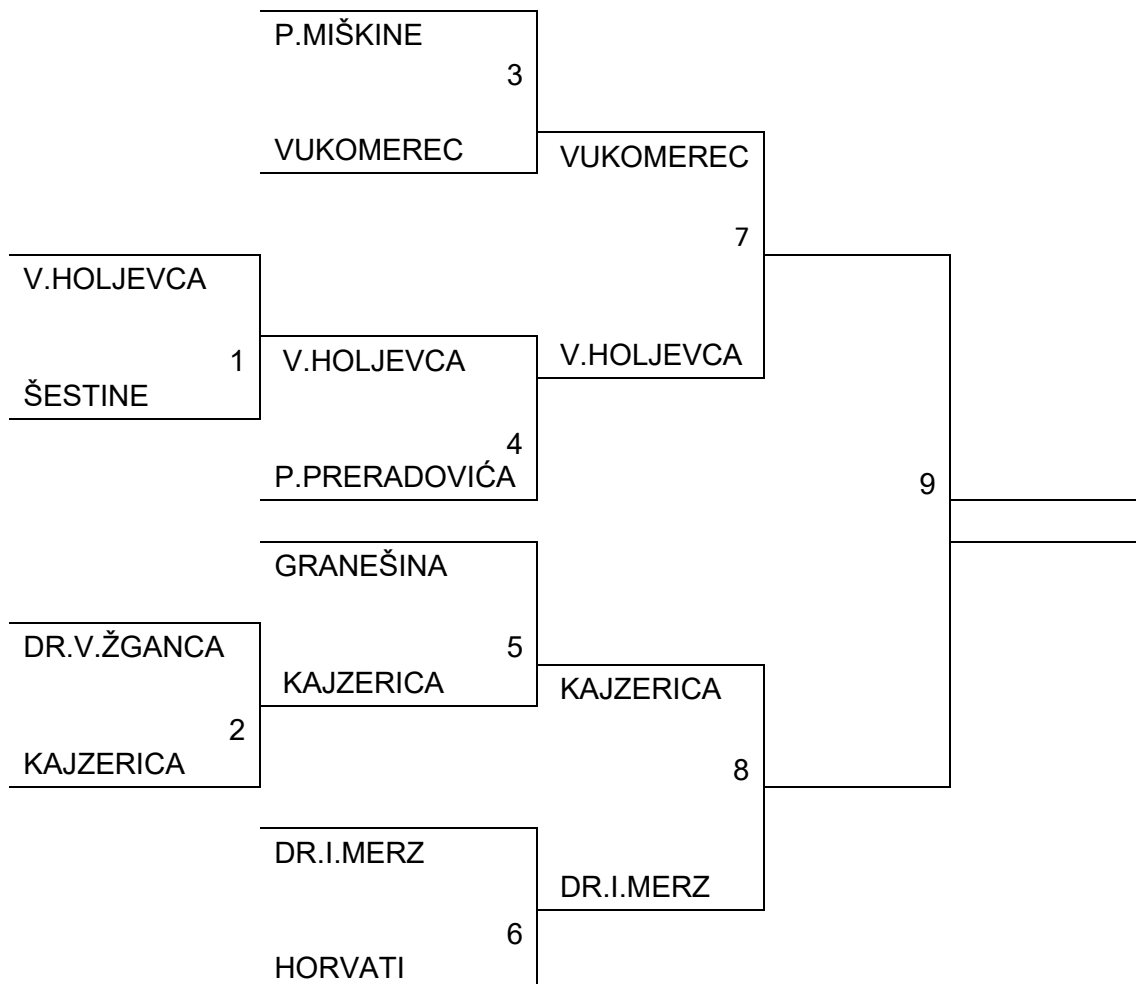 P.MIŠKINE
3
VUKOMEREC
VUKOMEREC
7
V.HOLJEVCA
1
V.HOLJEVCA
V.HOLJEVCA
ŠESTINE
4
P.PRERADOVIĆA
9
GRANEŠINA
DR.V.ŽGANCA
5
KAJZERICA
KAJZERICA
2
KAJZERICA
8
DR.I.MERZ
DR.I.MERZ
6
HORVATI